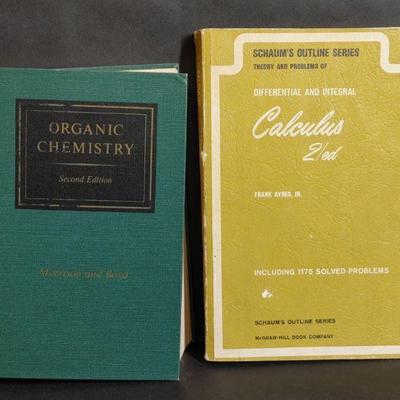 ORGANIC
CHEMISTRY
Second Edition
Morrison and Boyd
SCHAUM'S OUTLINE SERIES
THEORY AND PROBLEMS OF
DIFFERENTIAL AND INTEGRAL
Calculus
2/ed
FRANK AYRES, JR.
INCLUDING 1175 SOLVED PROBLEMS
SCHAUM'S OUTLINE SERIES
McGRAW-HILL BOOK COMPANY